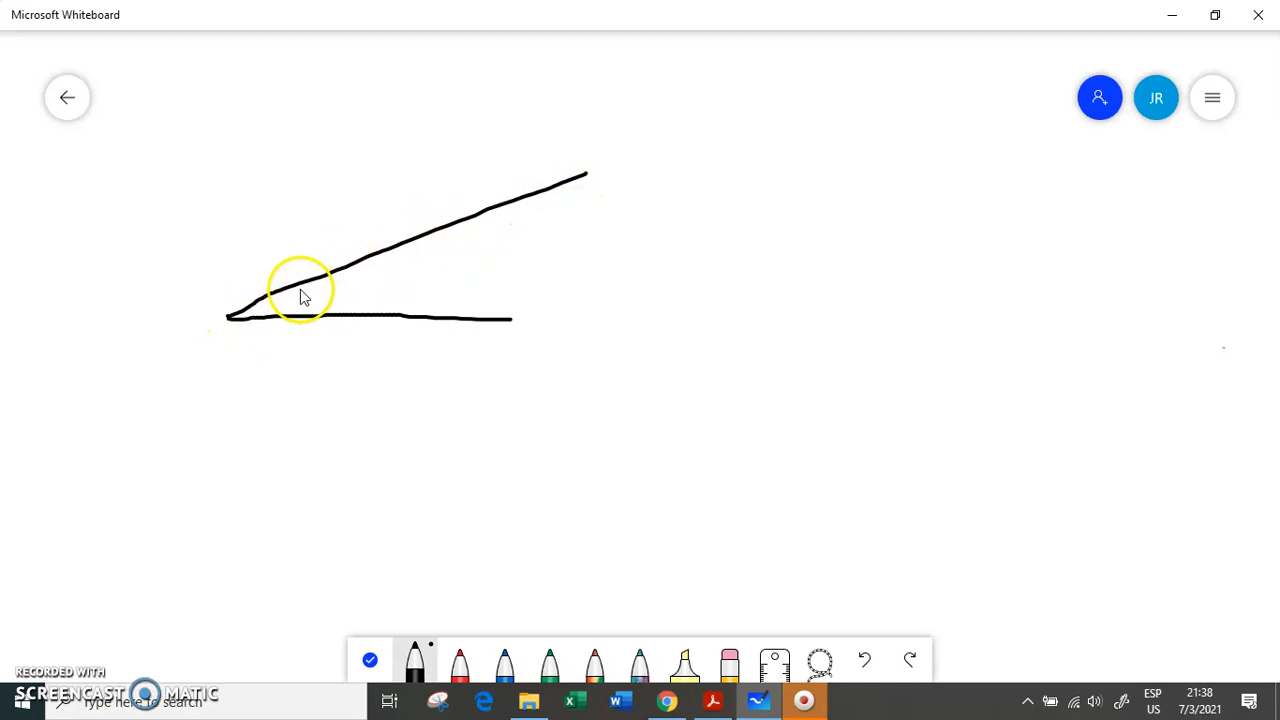 Microsoft Whiteboard
JR
RECORDED WITH
SCREENCAST MATIC
Type here to search
ESP
US
21:38
7/3/2021